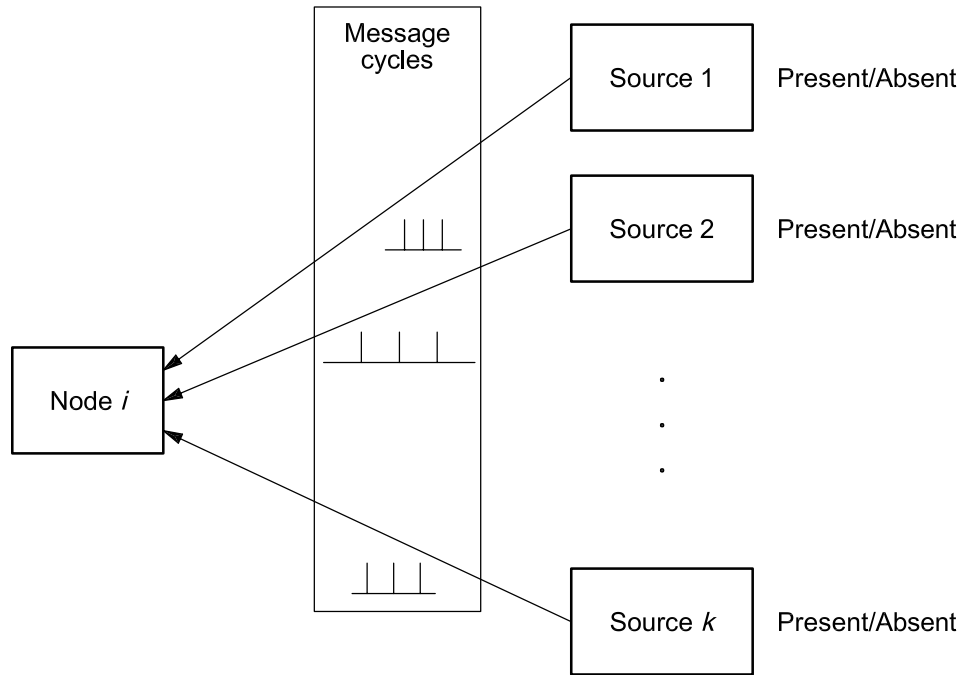 Message
cycles
Source 1
Present/Absent
Source 2
Present/Absent
Node i
Source k
Present/Absent